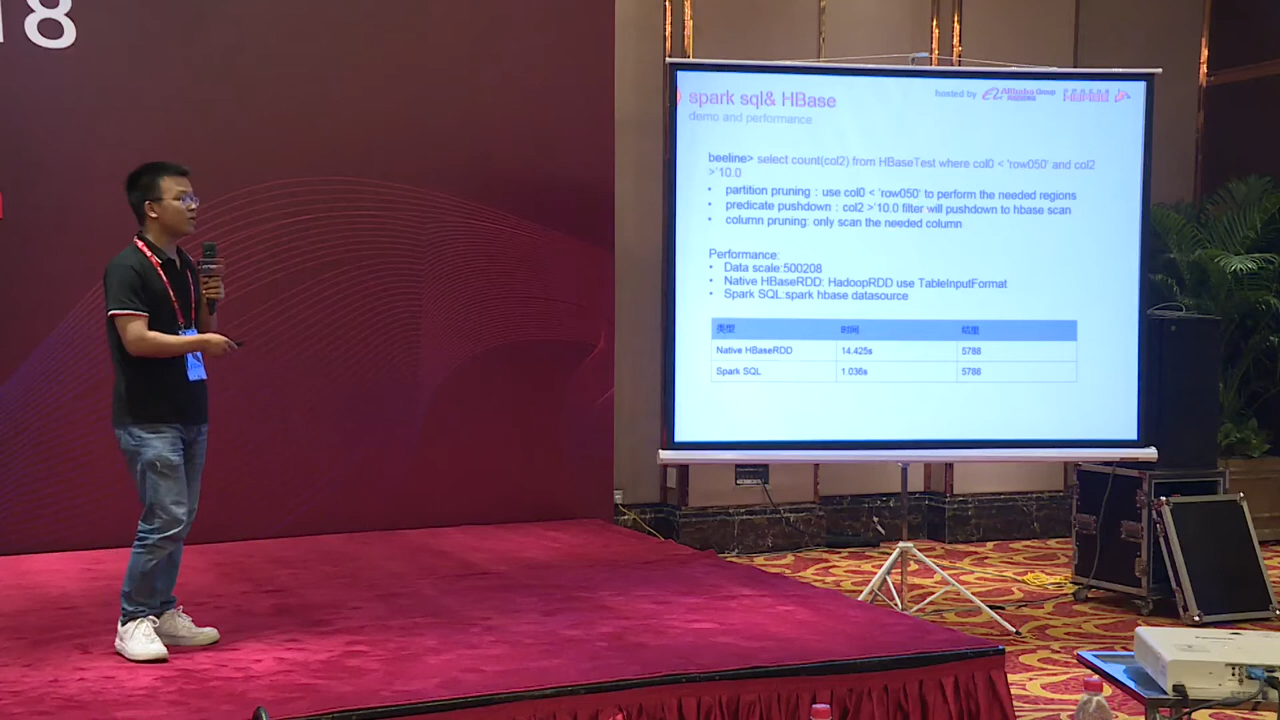 18
spark sql& HBase
hosted by Alibaba Group
demo and performance
beeline> select count(col2) from HBaseTest where col0 < 'row050' and col2
>'10.0
• partition pruning : use col0 < 'row050' to perform the needed regions
• predicate pushdown : col2 >'10.0 filter will pushdown to hbase scan
• column pruning: only scan the needed column
Performance:
• Data scale:500208
• Native HBaseRDD: HadoopRDD use TableInputFormat
• Spark SQL:spark hbase datasource
类型 时间 结果
Native HBaseRDD 14.425s 5788
Spark SQL 1.036s 5788